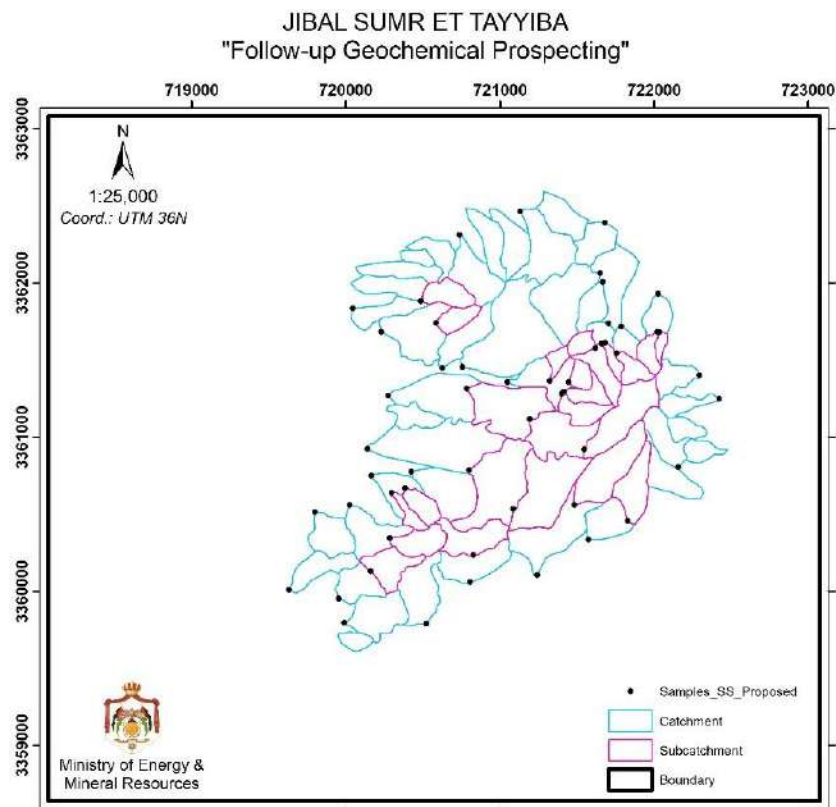 JIBAL SUMR ET TAYYIBA
"Follow-up Geochemical Prospecting"
719000 720000 721000 722000 723000
3363000
N
1:25,000
Coord.: UTM 36N
3362000
3361000
3360000
3359000
Samples_SS_Proposed
Catchment
Subcatchment
Boundary
Ministry of Energy &
Mineral Resources